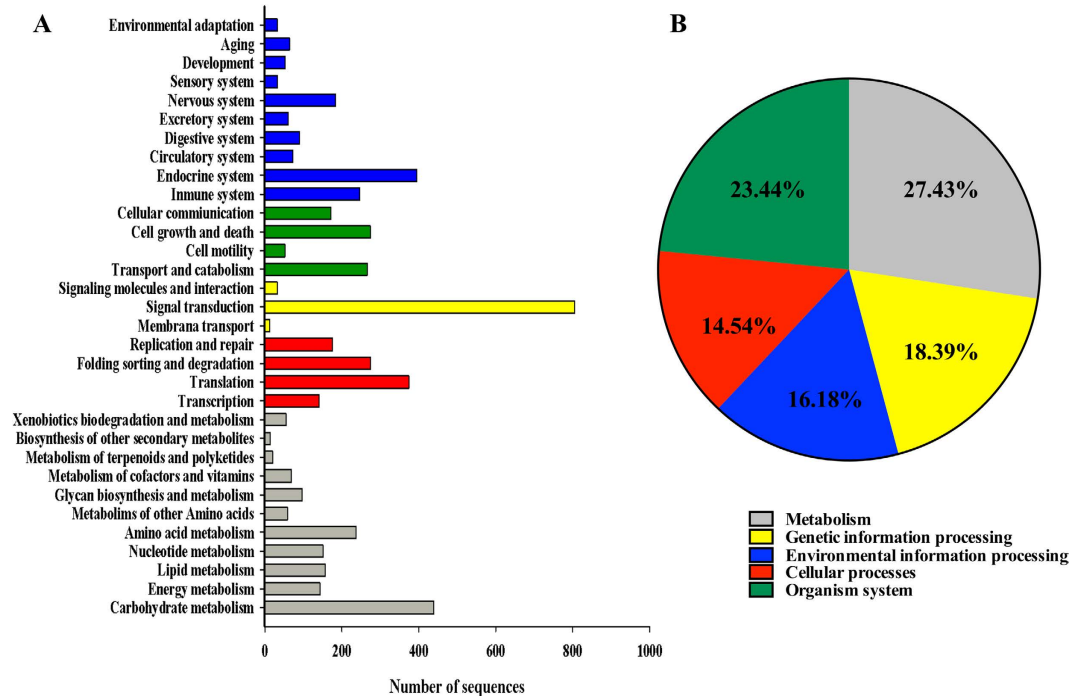 A
Environmental adaptation
Aging
Development
Sensory system
Nervous system
Excretory system
Digestive system
Circulatory system
Endocrine system
Inmune system
Cellular commiunication
Cell growth and death
Cell motility
Transport and catabolism
Signaling molecules and interaction
Signal transduction
Membrana transport
Replication and repair
Folding sorting and degradation
Translation
Transcription
Xenobiotics biodegradation and metabolism
Biosynthesis of other secondary metabolites
Metabolism of terpenoids and polyketides
Metabolism of cofactors and vitamins
Glycan biosynthesis and metabolism
Metabolims of other Amino acids
Amino acid metabolism
Nucleotide metabolism
Lipid metabolism
Energy metabolism
Carbohydrate metabolism
0 200 400 600 800 1000
Number of sequences
B
23.44%
27.43%
14.54%
18.39%
16.18%
Metabolism
Genetic information processing
Environmental information processing
Cellular processes
Organism system